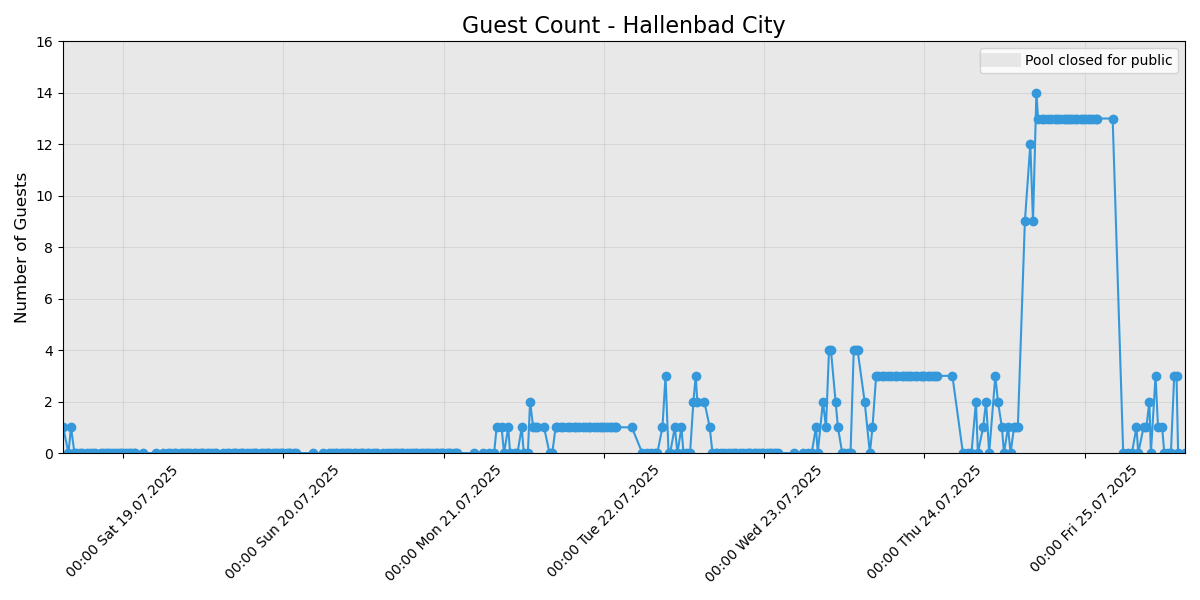 Guest Count - Hallenbad City
Pool closed for public
Number of Guests
16
14
12
10
8
6
4
2
0
00:00 Sat 19.07.2025
00:00 Sun 20.07.2025
00:00 Mon 21.07.2025
00:00 Tue 22.07.2025
00:00 Wed 23.07.2025
00:00 Thu 24.07.2025
00:00 Fri 25.07.2025